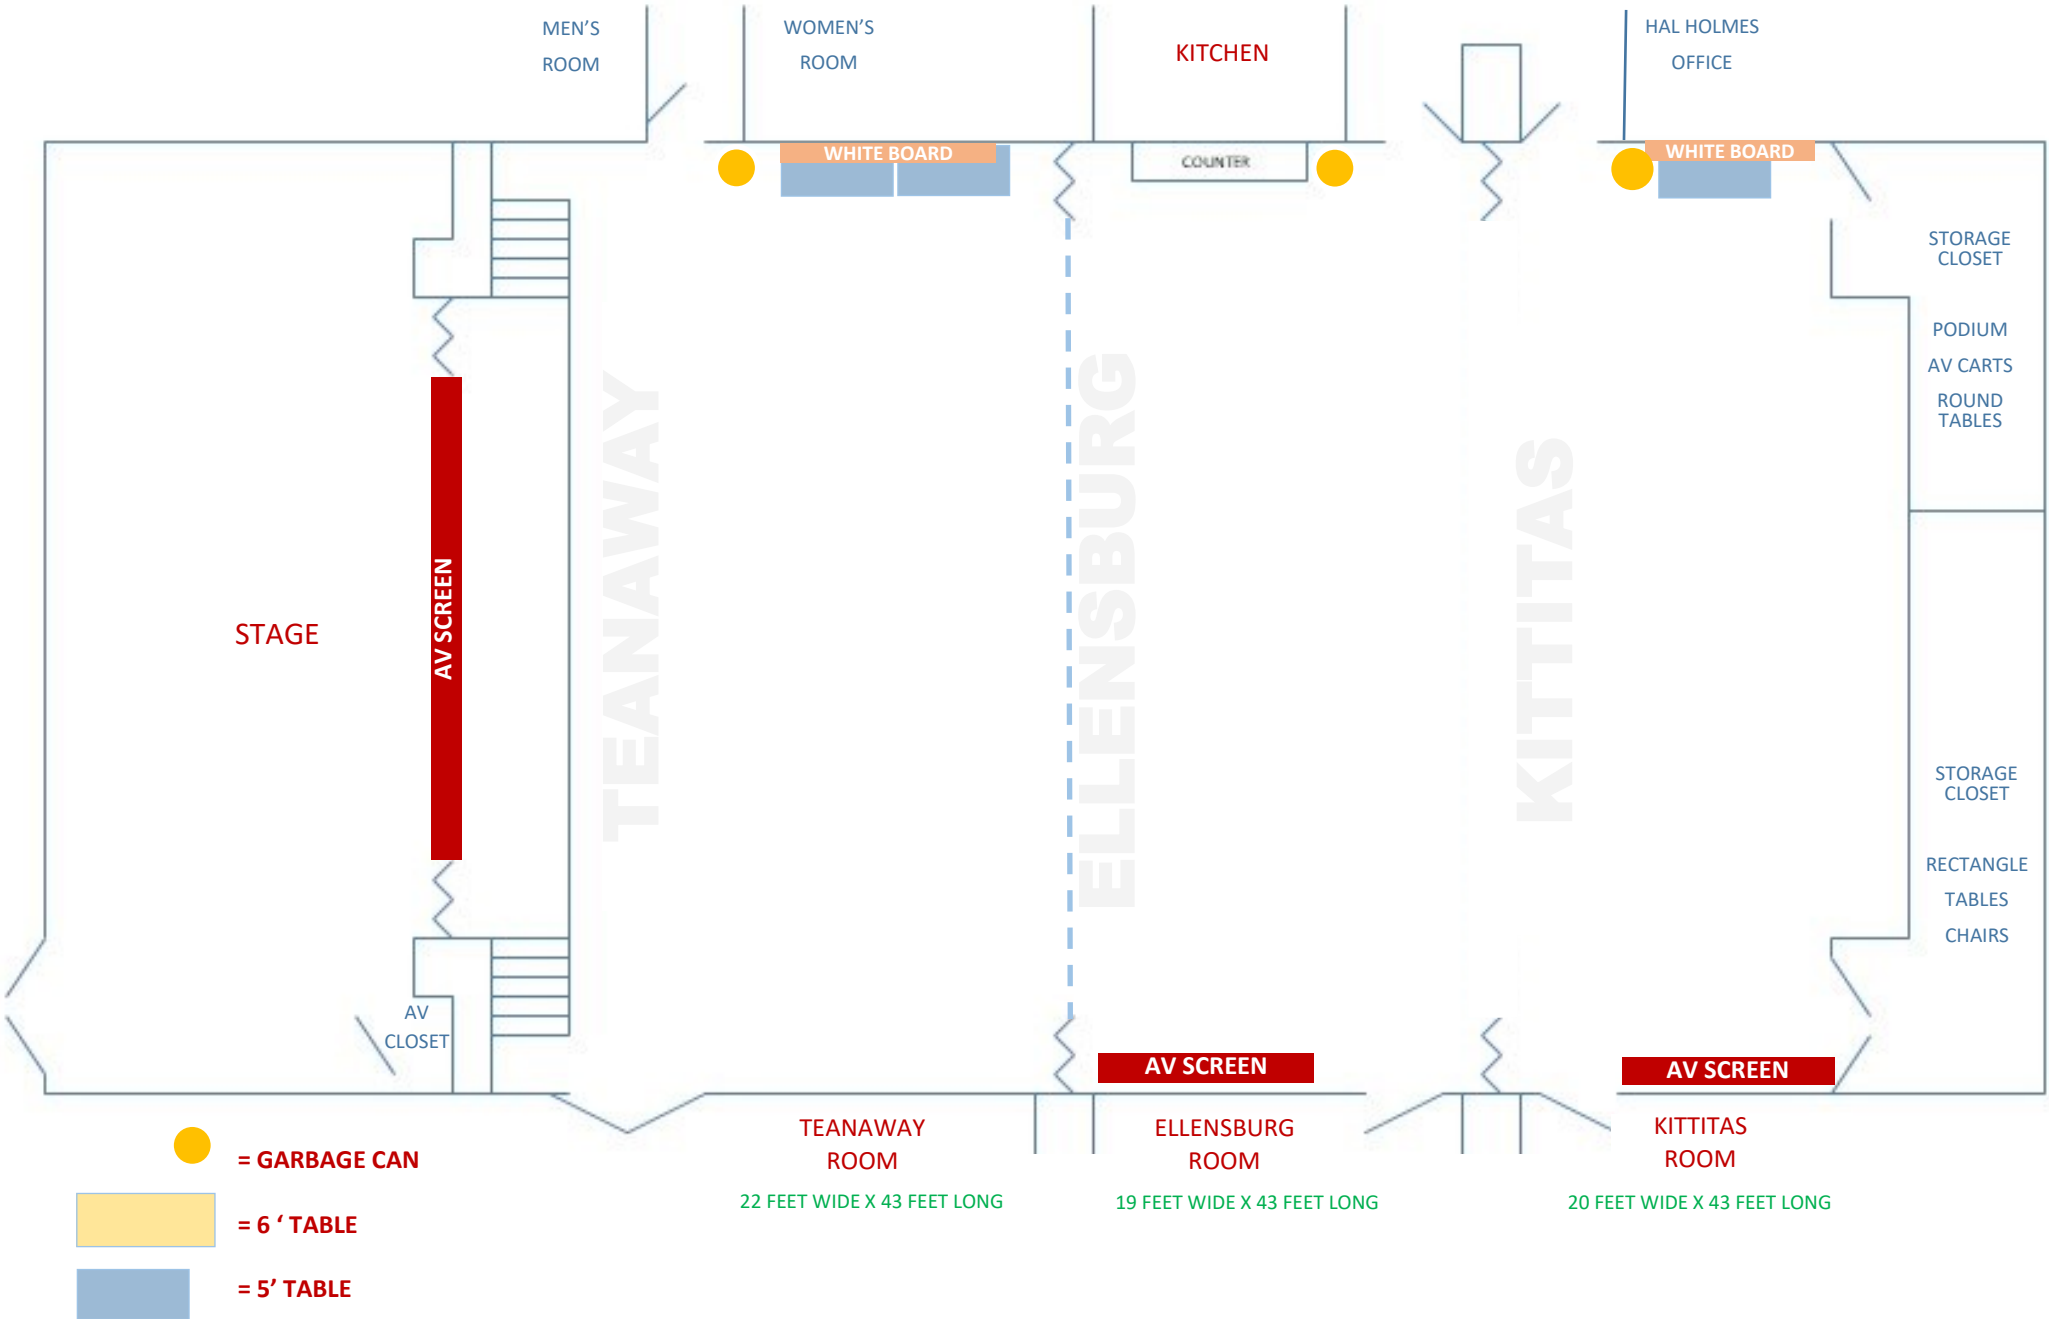 MEN'S
ROOM
WOMEN'S
ROOM
KITCHEN
HAL HOLMES
OFFICE
WHITE BOARD
COUNTER
WHITE BOARD
STORAGE
CLOSET
PODIUM
AV CARTS
ROUND
TABLES
STAGE
AV SCREEN
TEANAWAY
ELLENSBURG
KITTITAS
STORAGE
CLOSET
RECTANGLE
TABLES
CHAIRS
AV
CLOSET
AV SCREEN
AV SCREEN
TEANAWAY
ROOM
22 FEET WIDE X 43 FEET LONG
ELLENSBURG
ROOM
19 FEET WIDE X 43 FEET LONG
KITTITAS
ROOM
20 FEET WIDE X 43 FEET LONG
= GARBAGE CAN
= 6 ‘ TABLE
= 5’ TABLE